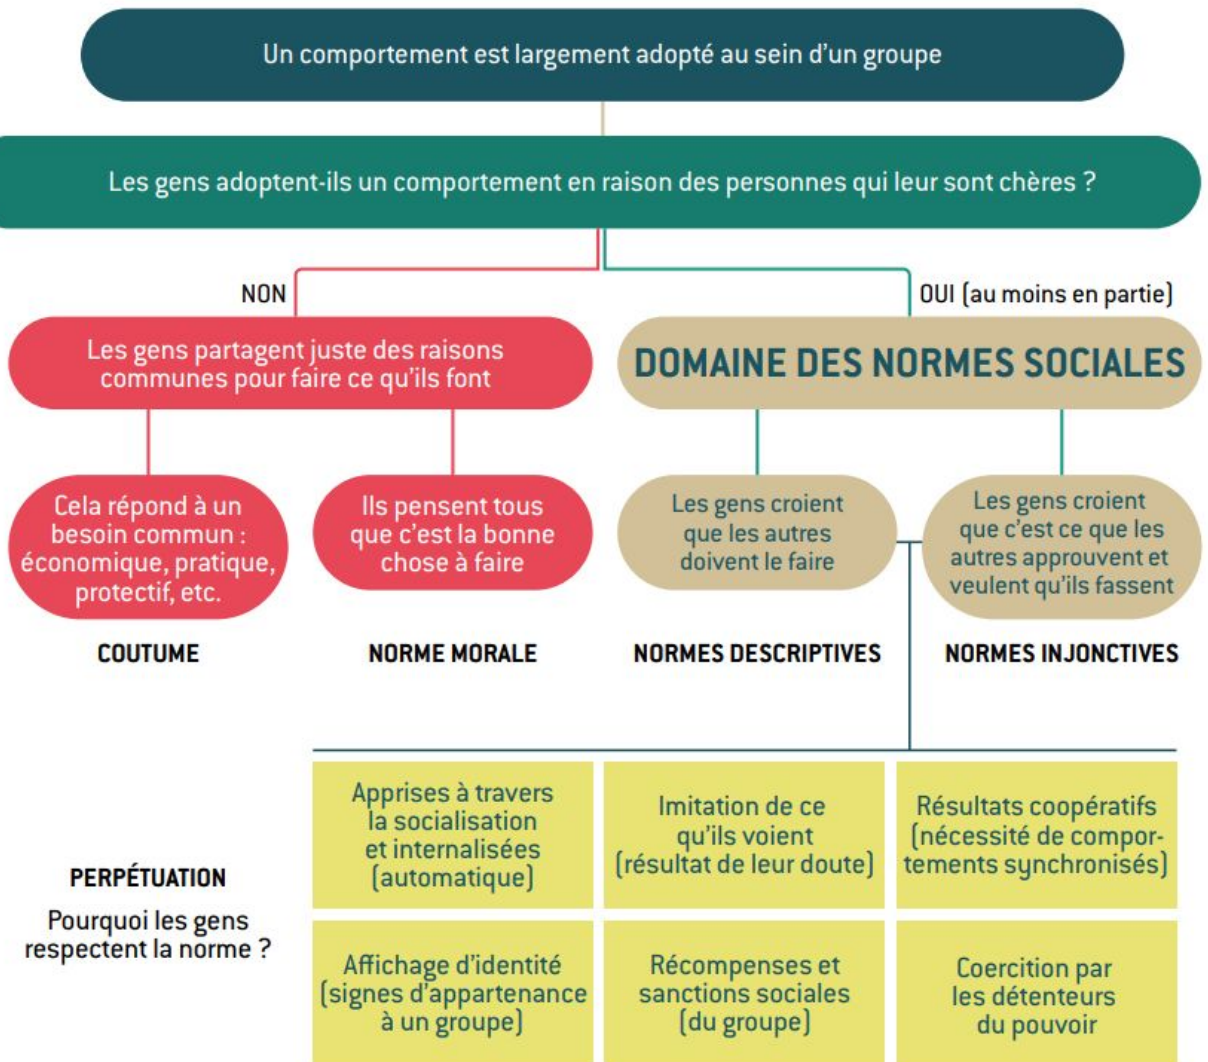 Un comportement est largement adopté au sein d'un groupe
Les gens adoptent-ils un comportement en raison des personnes qui leur sont chères ?
NON
OUI (au moins en partie)
Les gens partagent juste des raisons
communes pour faire ce qu'ils font
DOMAINE DES NORMES SOCIALES
Cela répond à un
besoin commun :
économique, pratique,
protectif, etc.
Ils pensent tous
que c'est la bonne
chose à faire
Les gens croient
que les autres
doivent le faire
Les gens croient
que c'est ce que les
autres approuvent et
veulent qu'ils fassent
COUTUME
NORME MORALE
NORMES DESCRIPTIVES
NORMES INJONCTIVES
PERPÉTUATION
Pourquoi les gens
respectent la norme ?
Apprises à travers
la socialisation
et internalisées
(automatique)
Imitation de ce
qu'ils voient
(résultat de leur doute)
Résultats coopératifs
(nécessité de compor-
tements synchronisés)
Affichage d'identité
(signes d'appartenance
à un groupe)
Récompenses et
sanctions sociales
(du groupe)
Coercition par
les détenteurs
du pouvoir